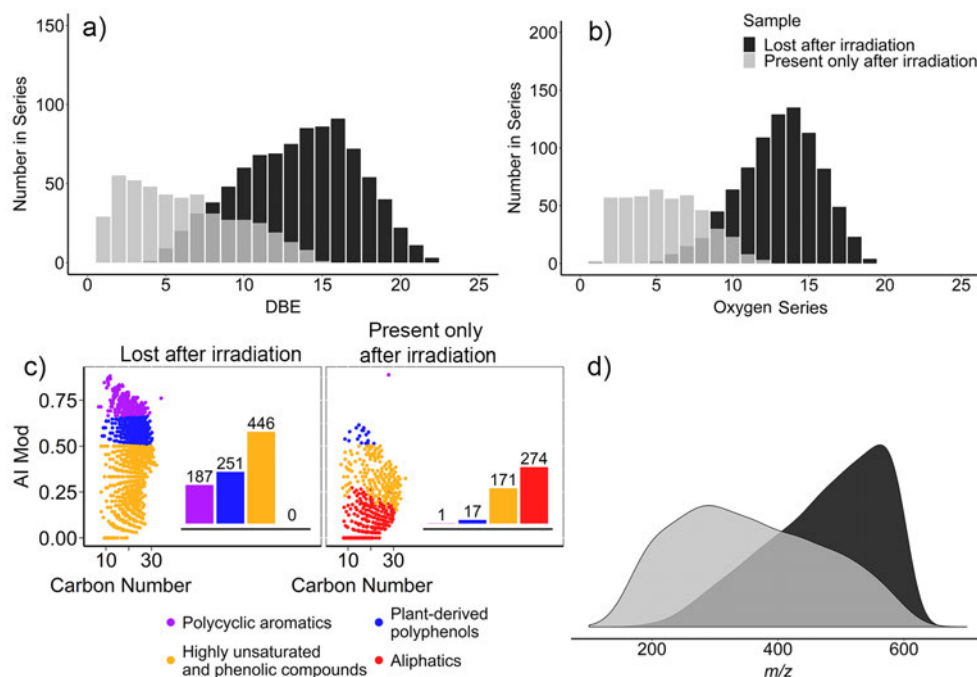 a)
150
100
50
0
Number in Series
0 5 10 15 20 25
DBE
b)
200
150
100
50
0
Number in Series
0 5 10 15 20 25
Oxygen Series
Sample
Lost after irradiation
Present only after irradiation
c)
Lost after irradiation
Present only
after irradiation
0.75
0.50
0.25
0.00
AI Mod
187 251 446 0
1 17 171 274
10 30
10 30
Carbon Number
Carbon Number
Polycyclic aromatics
Plant-derived
polyphenols
Highly unsaturated
and phenolic compounds
Aliphatics
d)
200 400 600
m/z